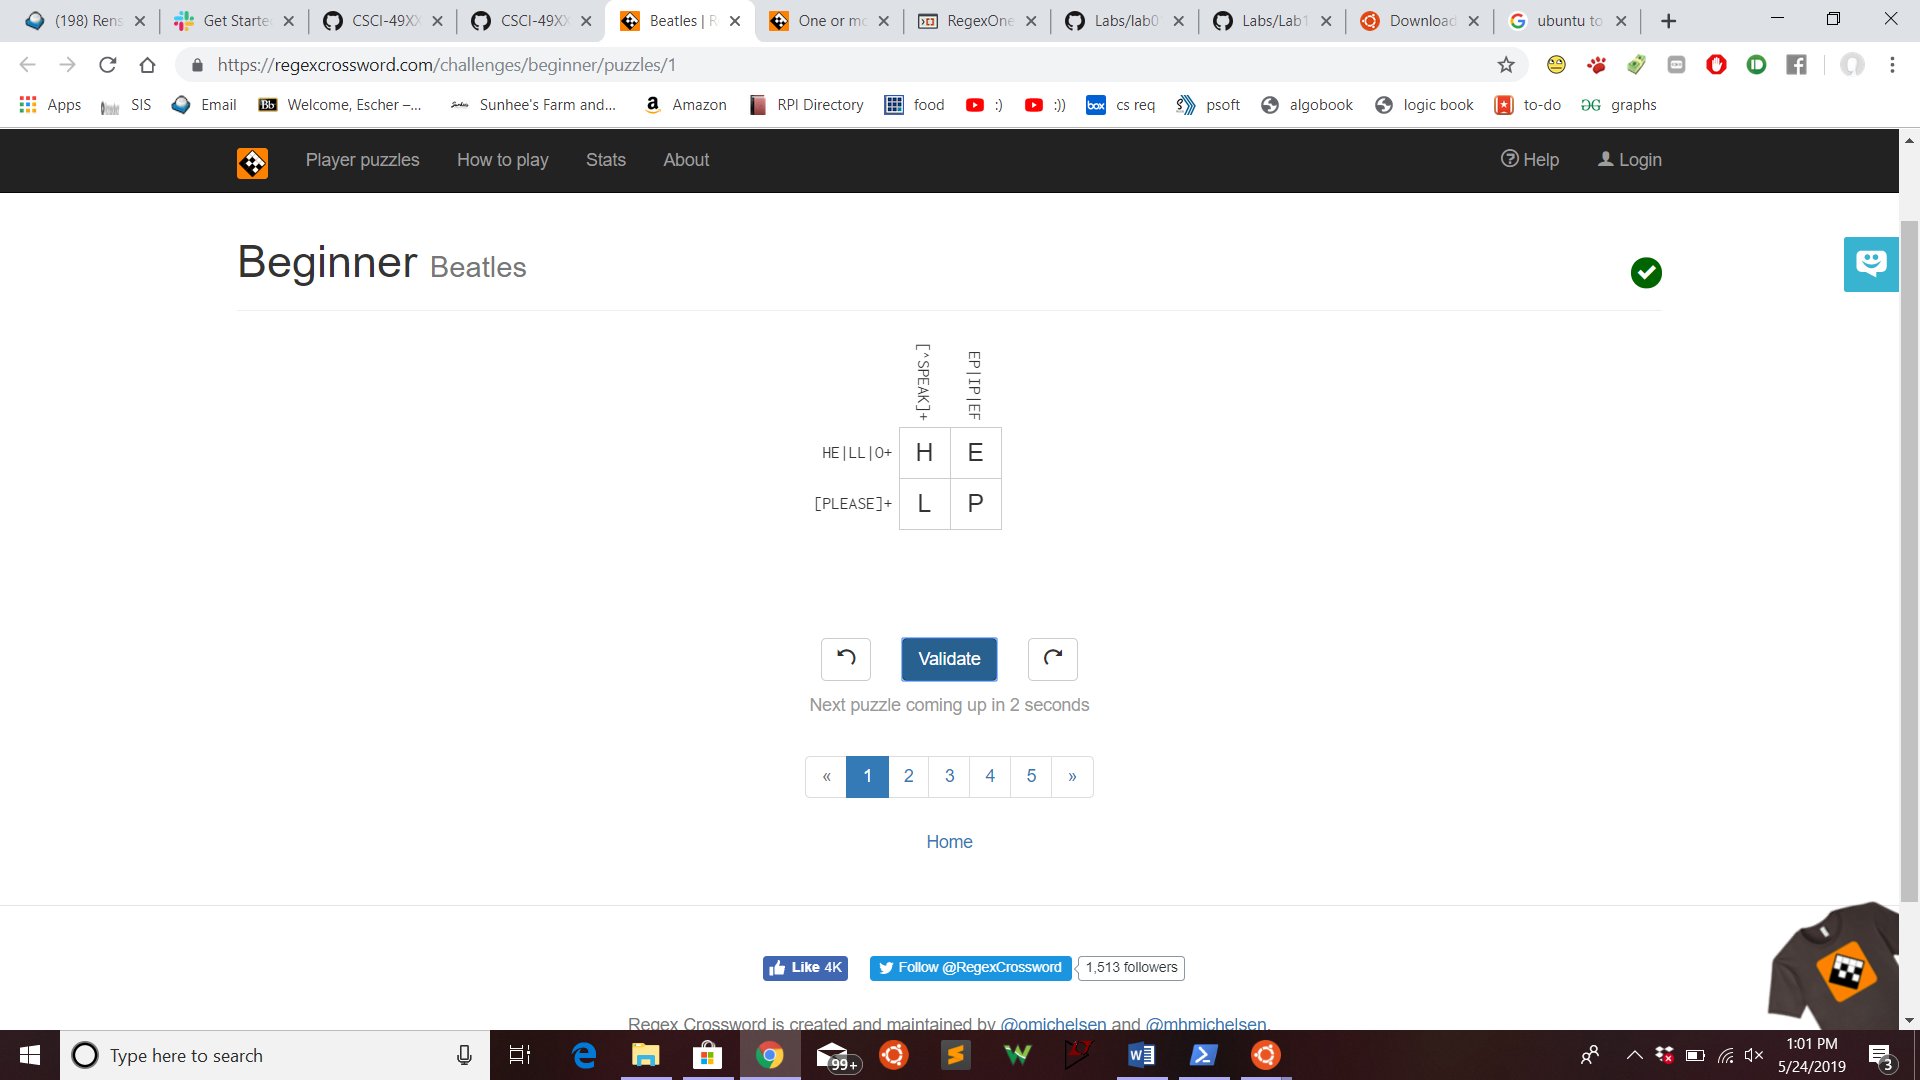 (198) Rens
Get Starte
CSCI-49XX
CSCI-49XX
Beatles | R
One or mo
RegexOne
Labs/lab0
Labs/Lab1
Download
ubuntu to
https://regexcrossword.com/challenges/beginner/puzzles/1
Apps
SIS
Email
Welcome, Escher –...
Sunhee's Farm and...
Amazon
RPI Directory
food
:)
:))
cs req
psoft
algobook
logic book
to-do
graphs
Player puzzles
How to play
Stats
About
Help
Login
Beginner Beatles
[^SPEAK]+
EP|IP|EF
HE|LL|O+
H E
[PLEASE]+
L P
Validate
Next puzzle coming up in 2 seconds
« 1 2 3 4 5 »
Home
Like 4K
Follow @RegexCrossword
1,513 followers
Regex Crossword is created and maintained by @omichelsen and @mhmichelsen.
Type here to search
99+
1:01 PM
5/24/2019
3